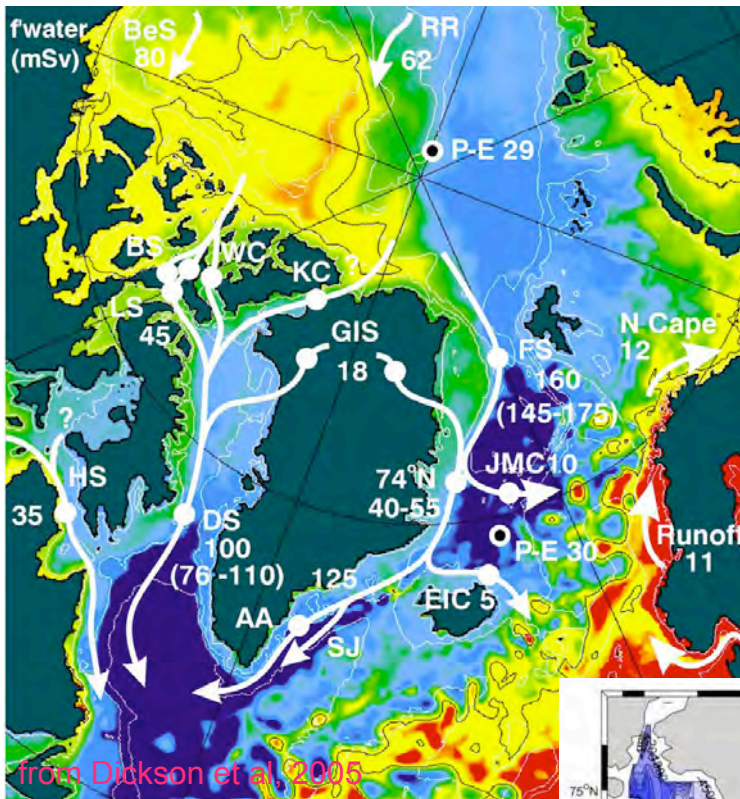 f'water
(mSv)
BeS
80
RR
62
P-E 29
BS
WC
?
KC
LS
45
GIS
18
FS
160
(145-175)
N Cape
12
?
HS
35
74°N
40-55
JMC10
DS
100
(76 -110)
P-E 30
Runoff
11
125
EIC 5
AA
SJ
from Dickson et al, 2005
75°N